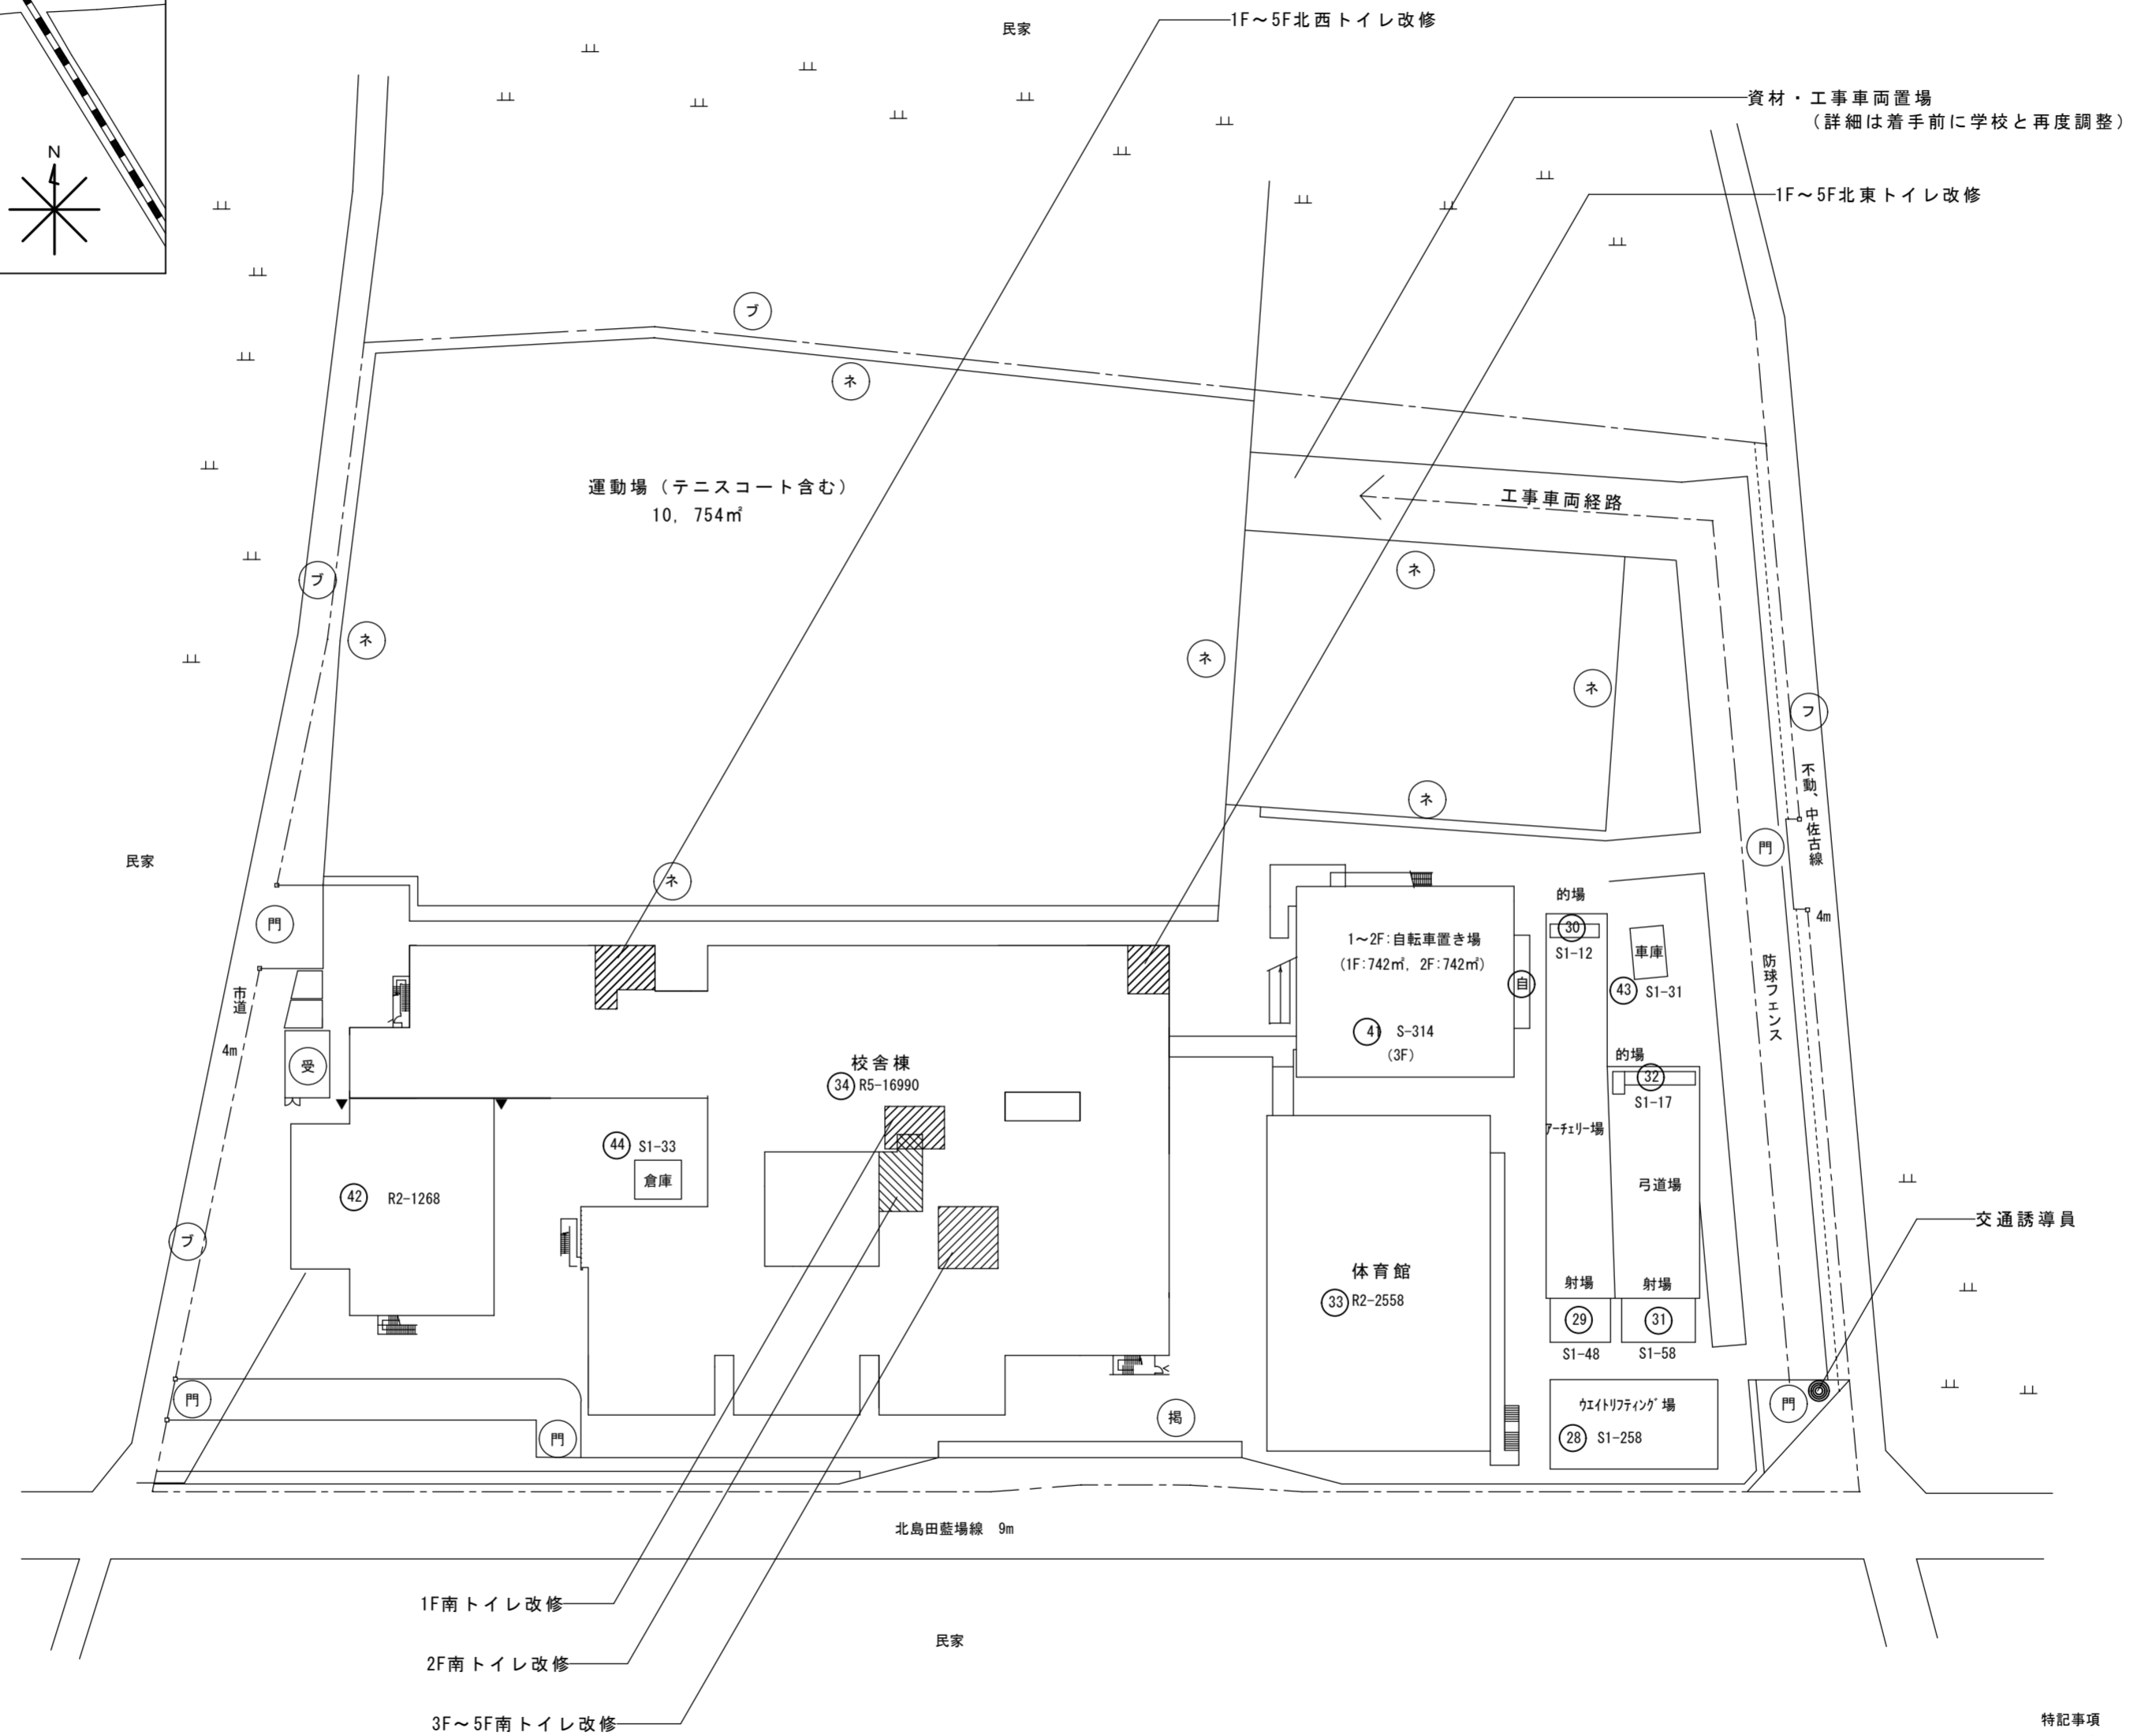 民家
1F～5F北西トイレ改修
資材・工事車両置場
（詳細は着手前に学校と再度調整）
N
1F～5F北東トイレ改修
ブ
ネ
運動場（テニスコート含む）
10, 754㎡
工事車両経路
ネ
ブ
ネ
ネ
ネ
フ
不動、中佐古線
4m
ネ
門
防球フェンス
民家
ネ
門
市道
4m
受
1～2F:自転車置き場
(1F:742㎡, 2F:742㎡)
自
41 S-314
(3F)
的場
30
S1-12
車庫
43 S1-31
的場
32
S1-17
アーチェリー場
弓道場
校舎棟
34 R5-16990
44 S1-33
倉庫
42 R2-1268
ブ
体育館
33 R2-2558
射場
射場
29
31
S1-48
S1-58
交通誘導員
門
門
門
掲
ウエイトリフティング場
28 S1-258
北島田藍場線 9m
1F南トイレ改修
2F南トイレ改修
3F～5F南トイレ改修
民家
特記事項